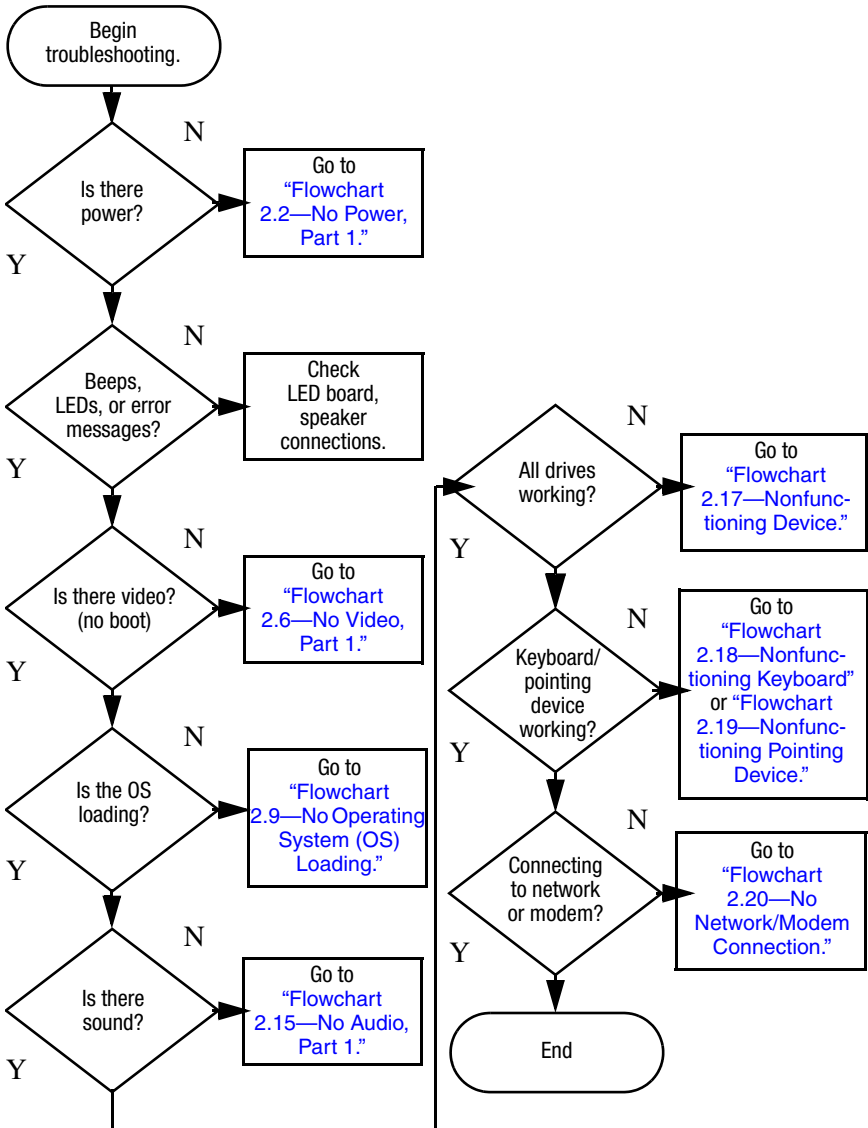 Begin
troubleshooting.
N
Is there
power?
Go to
“Flowchart
2.2—No Power,
Part 1.”
Y
N
Beeps,
LEDs, or error
messages?
Check
LED board,
speaker
connections.
Y
N
Is there video?
(no boot)
Go to
“Flowchart
2.6—No Video,
Part 1.”
Y
N
Is the OS
loading?
Go to
“Flowchart
2.9—No Operating
System (OS)
Loading.”
Y
N
Is there
sound?
Go to
“Flowchart
2.15—No Audio,
Part 1.”
Y
N
All drives
working?
Go to
“Flowchart
2.17—Nonfunc-
tioning Device.”
Y
N
Keyboard/
pointing
device
working?
Go to
“Flowchart
2.18—Nonfunc-
tioning Keyboard”
or “Flowchart
2.19—Nonfunc-
tioning Pointing
Device.”
Y
N
Connecting
to network
or modem?
Go to
“Flowchart
2.20—No
Network/Modem
Connection.”
Y
End